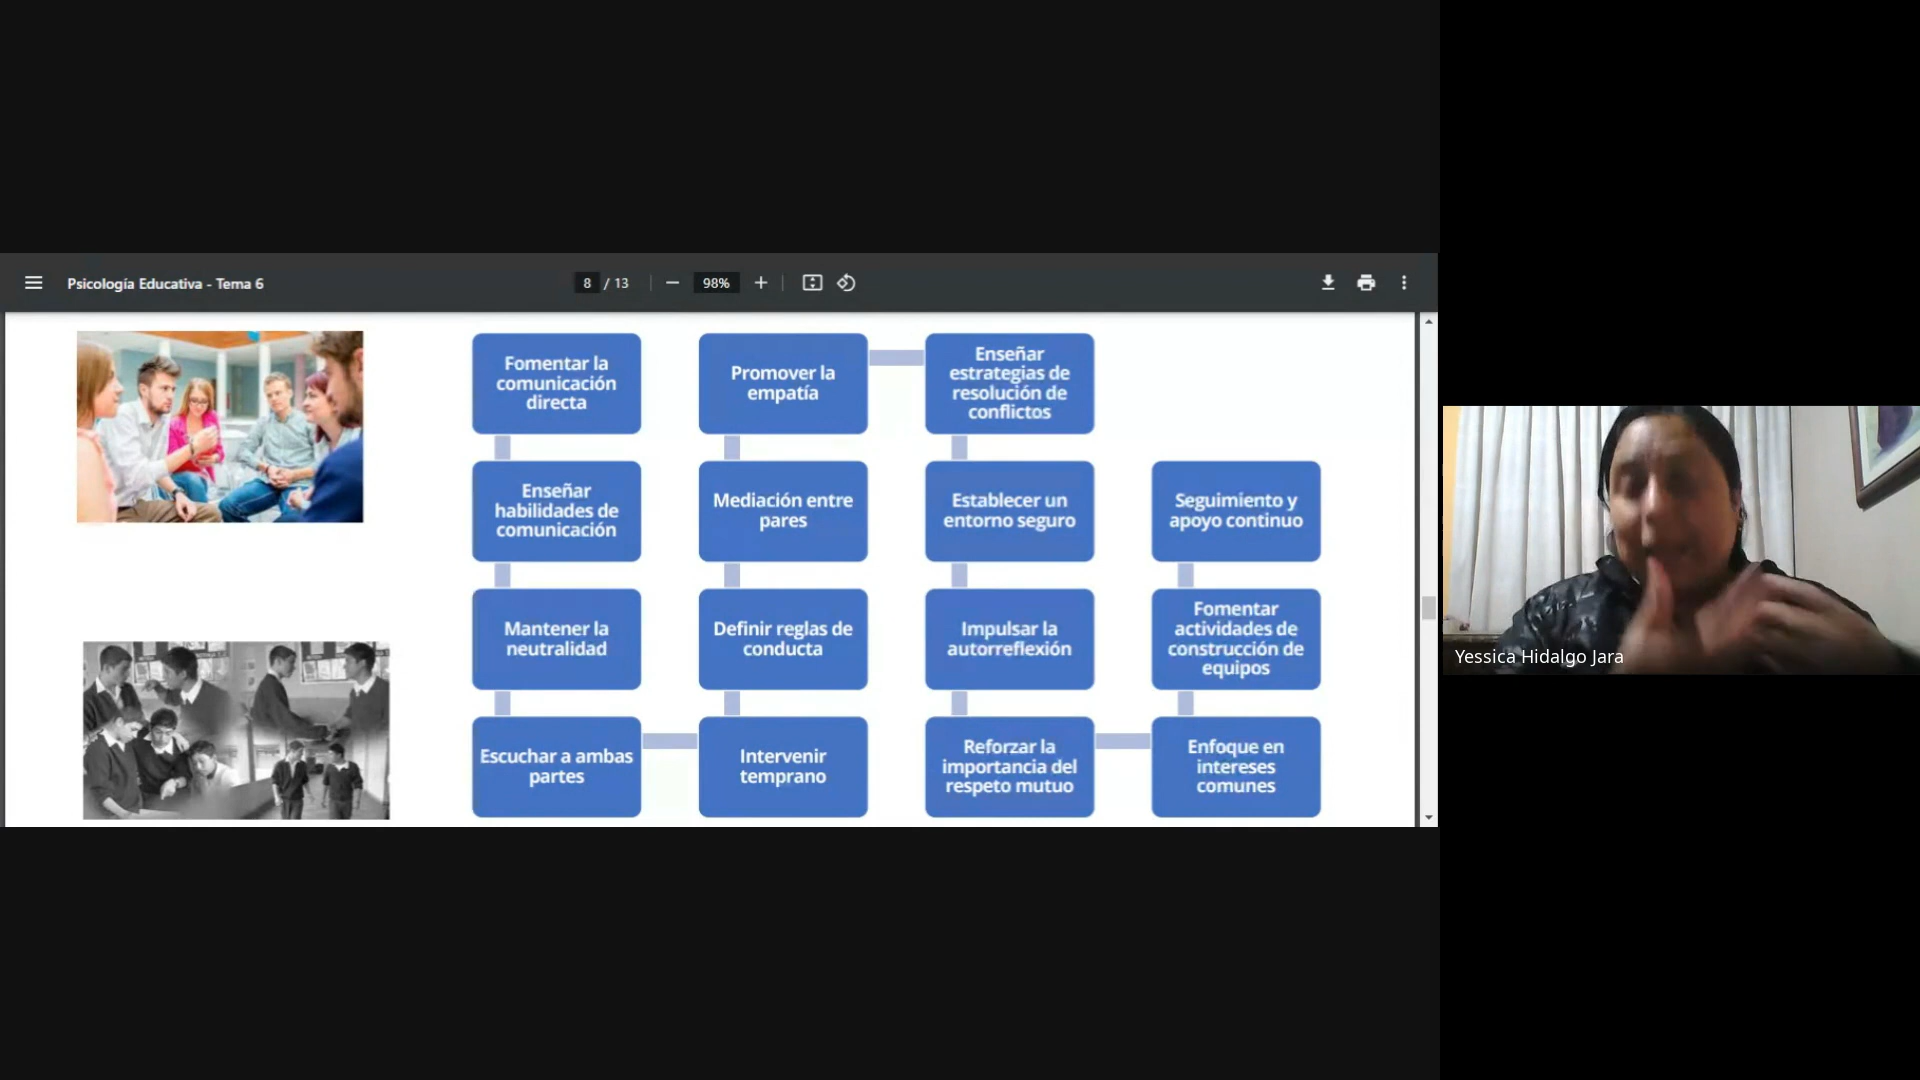 Psicología Educativa - Tema 6
8 / 13
98%
Fomentar la
comunicación
directa
Enseñar
habilidades de
comunicación
Mantener la
neutralidad
Escuchar a ambas
partes
Intervenir
temprano
Definir reglas de
conducta
Mediación entre
pares
Promover la
empatía
Enseñar
estrategias de
resolución de
conflictos
Establecer un
entorno seguro
Impulsar la
autorreflexión
Reforzar la
importancia del
respeto mutuo
Enfoque en
intereses
comunes
Fomentar
actividades de
construcción de
equipos
Seguimiento y
apoyo continuo
Yessica Hidalgo Jara